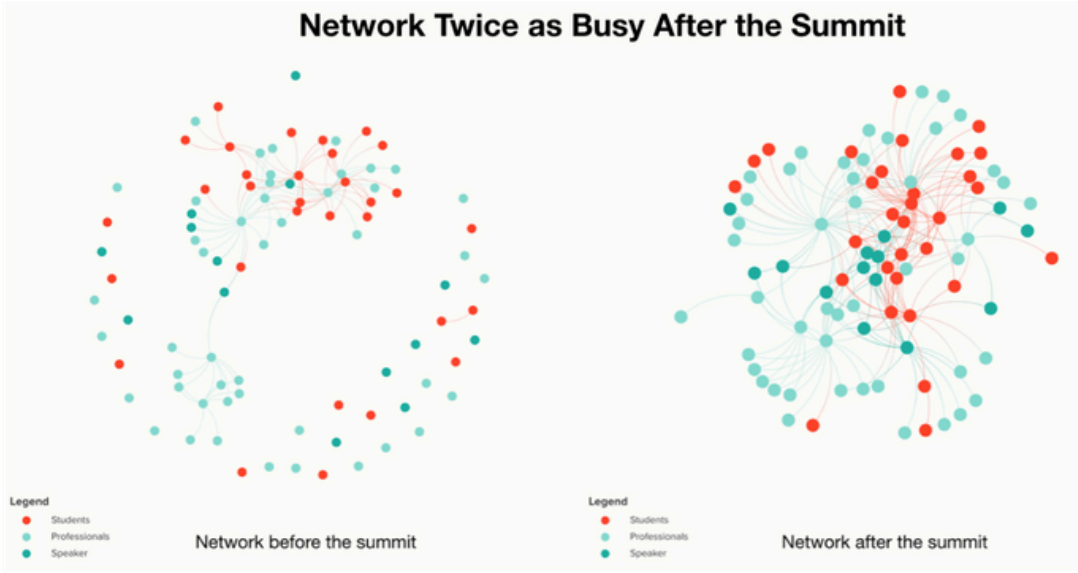 Network Twice as Busy After the Summit
Legend
Students
Professionals
Speaker
Network before the summit
Legend
Students
Professionals
Speaker
Network after the summit